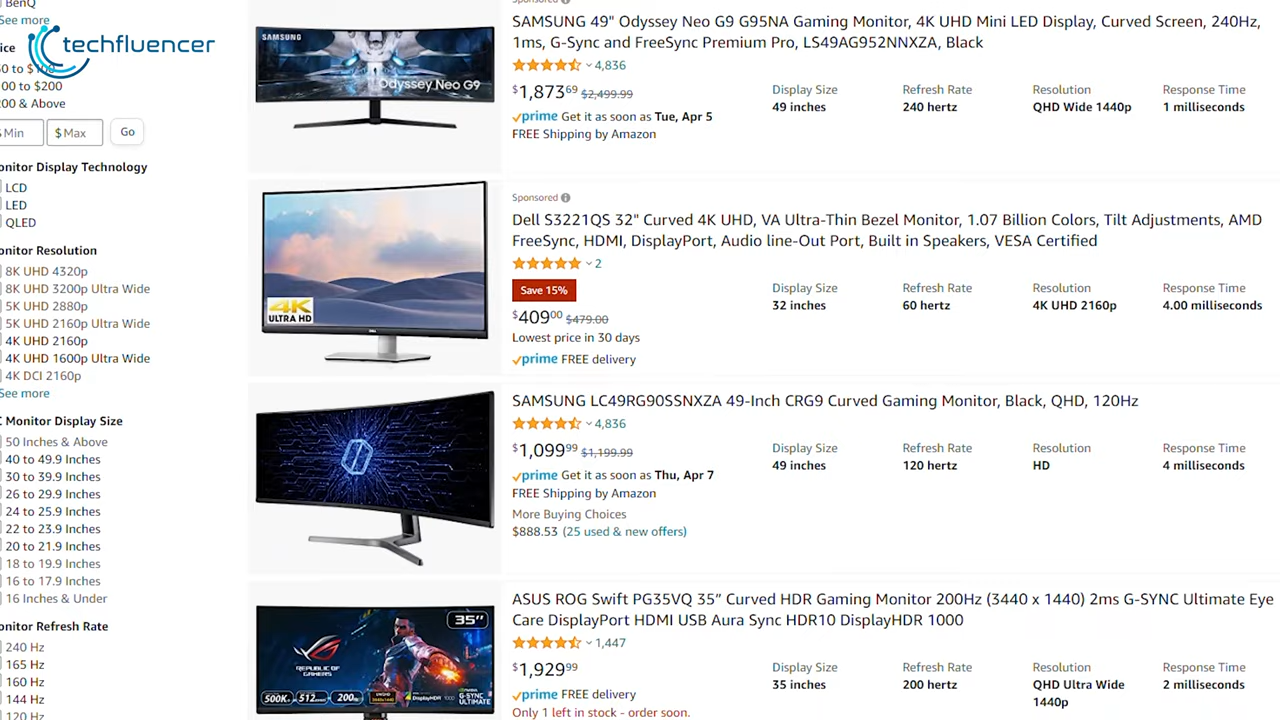 BenQ
See more
techfluencer
$100
00 to $200
200 & Above
Min
$ Max
Go
onitor Display Technology
LCD
LED
QLED
onitor Resolution
8K UHD 4320p
8K UHD 3200p Ultra Wide
5K UHD 2880p
5K UHD 2160p Ultra Wide
4K UHD 2160p
4K UHD 1600p Ultra Wide
4K DCI 2160p
See more
Monitor Display Size
50 Inches & Above
40 to 49.9 Inches
30 to 39.9 Inches
26 to 29.9 Inches
24 to 25.9 Inches
22 to 23.9 Inches
20 to 21.9 Inches
18 to 19.9 Inches
16 to 17.9 Inches
16 Inches & Under
onitor Refresh Rate
240 Hz
165 Hz
160 Hz
144 Hz
120 Hz
SAMSUNG
Odyssey Neo G9
Sponsored
SAMSUNG 49" Odyssey Neo G9 G95NA Gaming Monitor, 4K UHD Mini LED Display, Curved Screen, 240Hz,
1ms, G-Sync and FreeSync Premium Pro, LS49AG952NNXZA, Black
4,836
$1,87369 $2,499.99
prime Get it as soon as Tue, Apr 5
FREE Shipping by Amazon
Display Size
49 inches
Refresh Rate
240 hertz
Resolution
QHD Wide 1440p
Response Time
1 milliseconds
4K
ULTRA HD
Sponsored
Dell S3221QS 32" Curved 4K UHD, VA Ultra-Thin Bezel Monitor, 1.07 Billion Colors, Tilt Adjustments, AMD
FreeSync, HDMI, DisplayPort, Audio line-Out Port, Built in Speakers, VESA Certified
2
Save 15%
$40900 $479.00
Lowest price in 30 days
prime FREE delivery
Display Size
32 inches
Refresh Rate
60 hertz
Resolution
4K UHD 2160p
Response Time
4.00 milliseconds
SAMSUNG LC49RG90SSNXZA 49-Inch CRG9 Curved Gaming Monitor, Black, QHD, 120Hz
4,836
$1,09999 $1,199.99
prime Get it as soon as Thu, Apr 7
FREE Shipping by Amazon
More Buying Choices
$888.53 (25 used & new offers)
Display Size
49 inches
Refresh Rate
120 hertz
Resolution
HD
Response Time
4 milliseconds
35"
REPUBLIC OF
GAMERS
500K:1
512
200
G-SYNC
ULTIMATE
ASUS ROG Swift PG35VQ 35” Curved HDR Gaming Monitor 200Hz (3440 x 1440) 2ms G-SYNC Ultimate Eye
Care DisplayPort HDMI USB Aura Sync HDR10 DisplayHDR 1000
1,447
$1,92999
prime FREE delivery
Only 1 left in stock - order soon.
Display Size
35 inches
Refresh Rate
200 hertz
Resolution
QHD Ultra Wide
1440p
Response Time
2 milliseconds